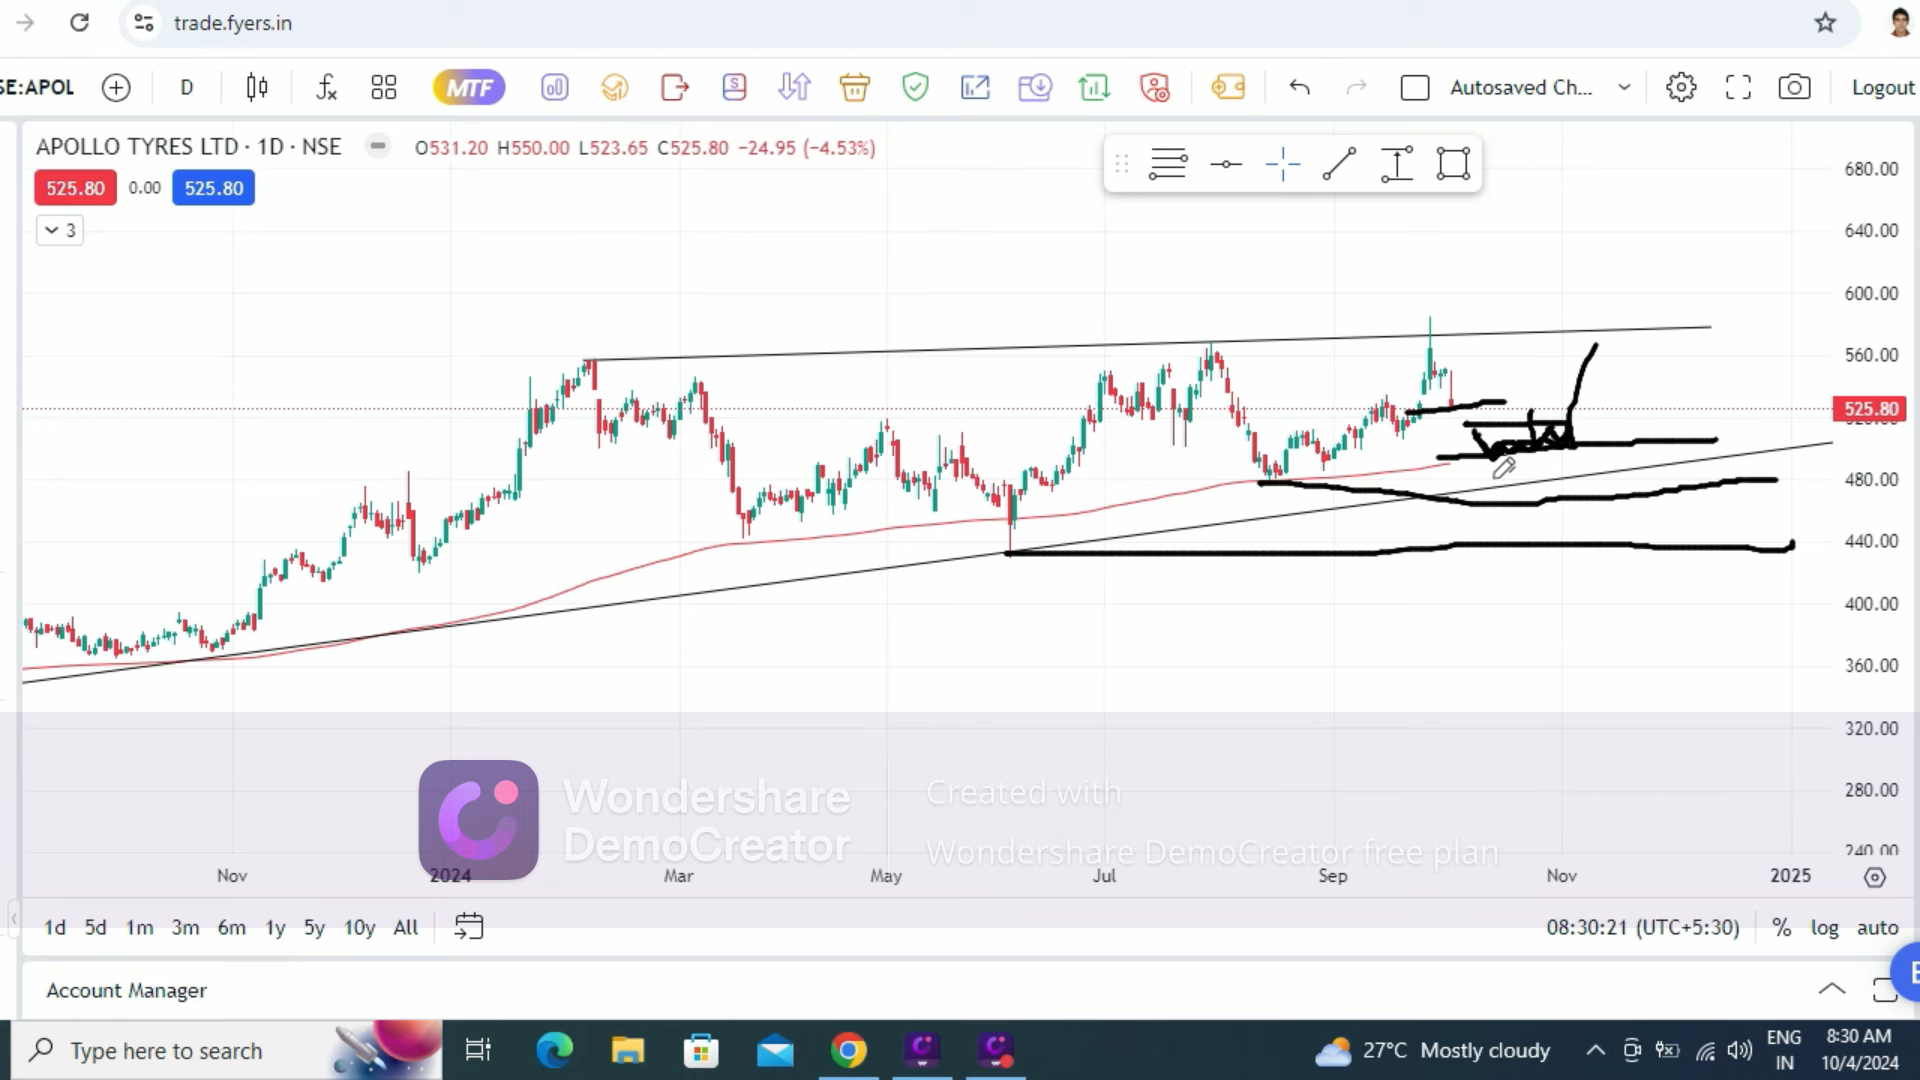 trade.fyers.in
SE:APOL D MTF Autosaved Ch... Logout
APOLLO TYRES LTD · 1D · NSE O531.20 H550.00 L523.65 C525.80 −24.95 (−4.53%)
525.80 0.00 525.80
3
680.00
640.00
600.00
560.00
525.80
480.00
440.00
400.00
360.00
320.00
280.00
240.00
Wondershare
DemoCreator
Created with
Wondershare DemoCreator free plan
Nov 2024 Mar May Jul Sep Nov 2025
1d 5d 1m 3m 6m 1y 5y 10y All 08:30:21 (UTC+5:30) % log auto
Account Manager
Type here to search 27°C Mostly cloudy ENG 8:30 AM
IN 10/4/2024